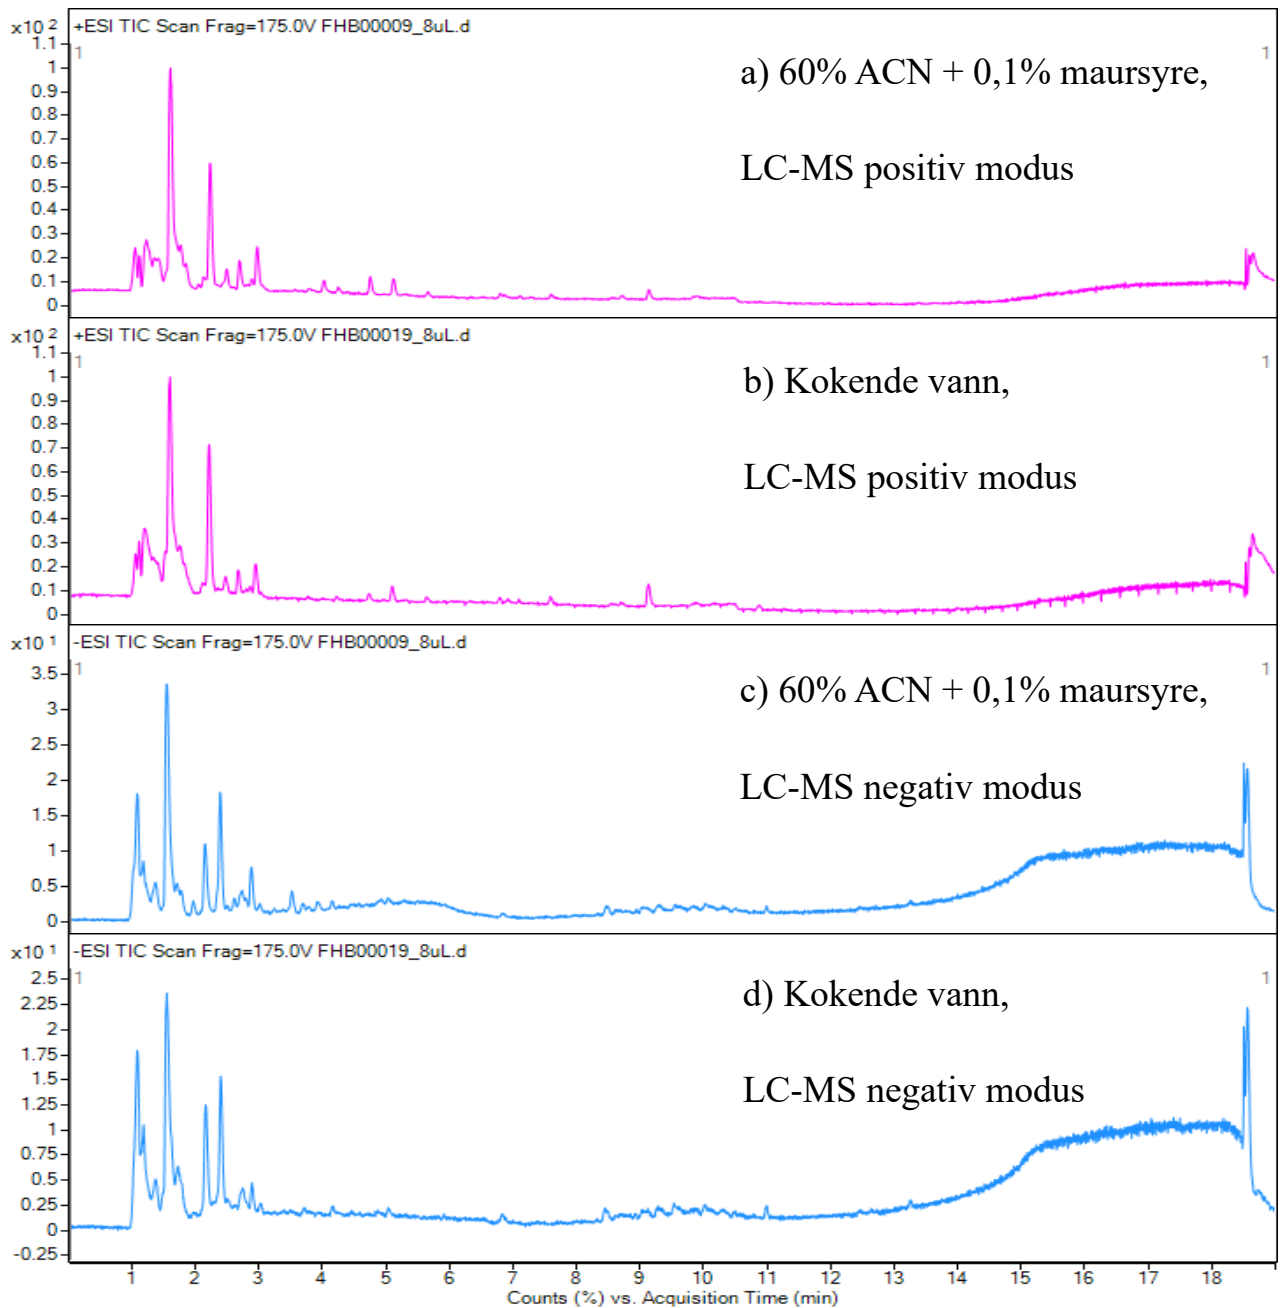 x10 2
+ESI TIC Scan Frag=175.0V FHB00009_8uL.d
1.1
1
1
1
0.9
0.8
0.7
0.6
0.5
0.4
0.3
0.2
0.1
0
a) 60% ACN + 0,1% maursyre,
LC-MS positiv modus
x10 2
+ESI TIC Scan Frag=175.0V FHB00019_8uL.d
1.1
1
1
1
0.9
0.8
0.7
0.6
0.5
0.4
0.3
0.2
0.1
0
b) Kokende vann,
LC-MS positiv modus
x10 1
-ESI TIC Scan Frag=175.0V FHB00009_8uL.d
1
1
3.5
3
2.5
2
1.5
1
0.5
0
c) 60% ACN + 0,1% maursyre,
LC-MS negativ modus
x10 1
-ESI TIC Scan Frag=175.0V FHB00019_8uL.d
1
1
2.5
2.25
2
1.75
1.5
1.25
1
0.75
0.5
0.25
0
-0.25
d) Kokende vann,
LC-MS negativ modus
1 2 3 4 5 6 7 8 9 10 11 12 13 14 15 16 17 18
Counts (%) vs. Acquisition Time (min)